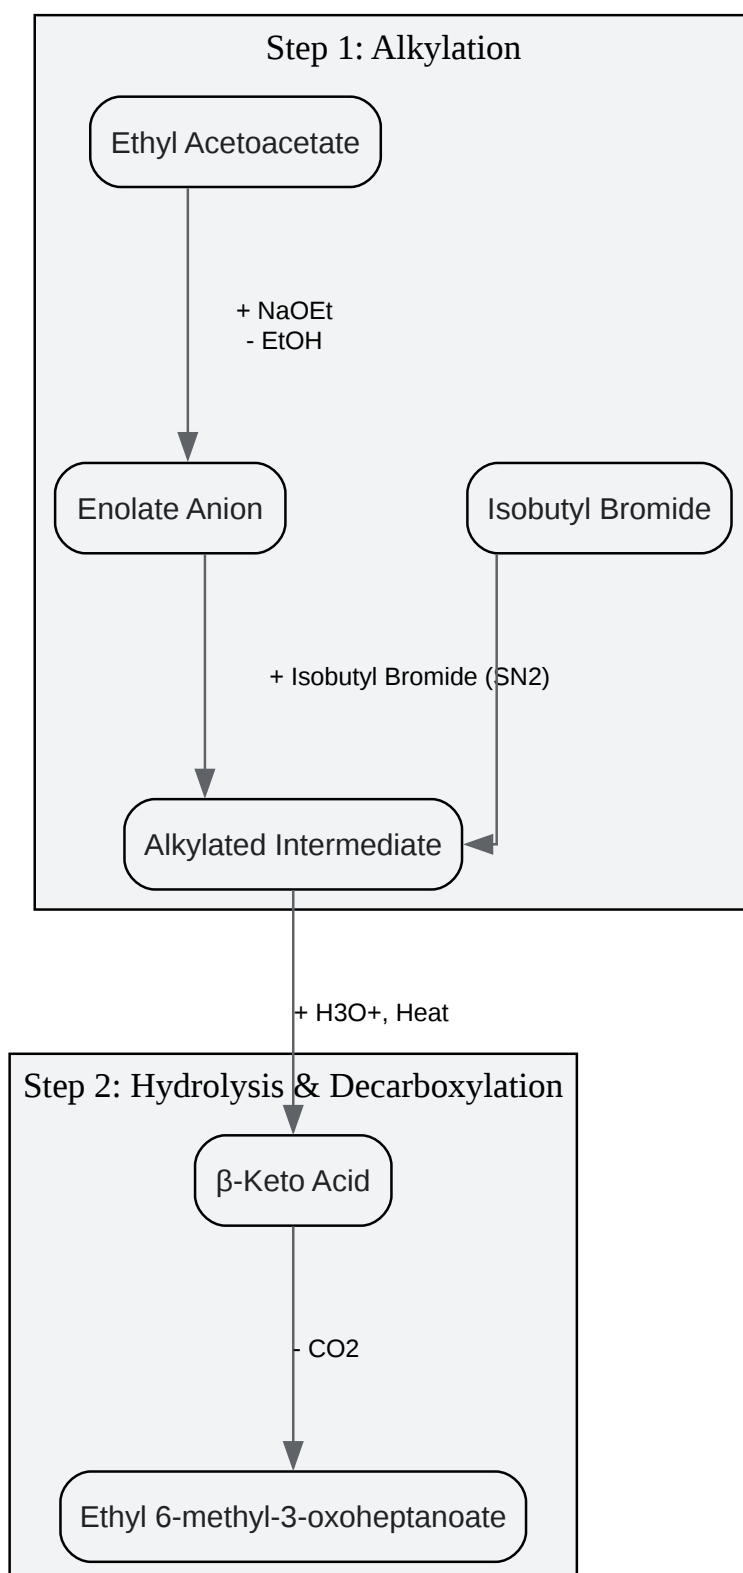 Step 1: Alkylation
Ethyl Acetoacetate
+ NaOEt
- EtOH
Enolate Anion
Isobutyl Bromide
+ Isobutyl Bromide (SN2)
Alkylated Intermediate
+ H3O+, Heat
Step 2: Hydrolysis & Decarboxylation
β-Keto Acid
- CO2
Ethyl 6-methyl-3-oxoheptanoate